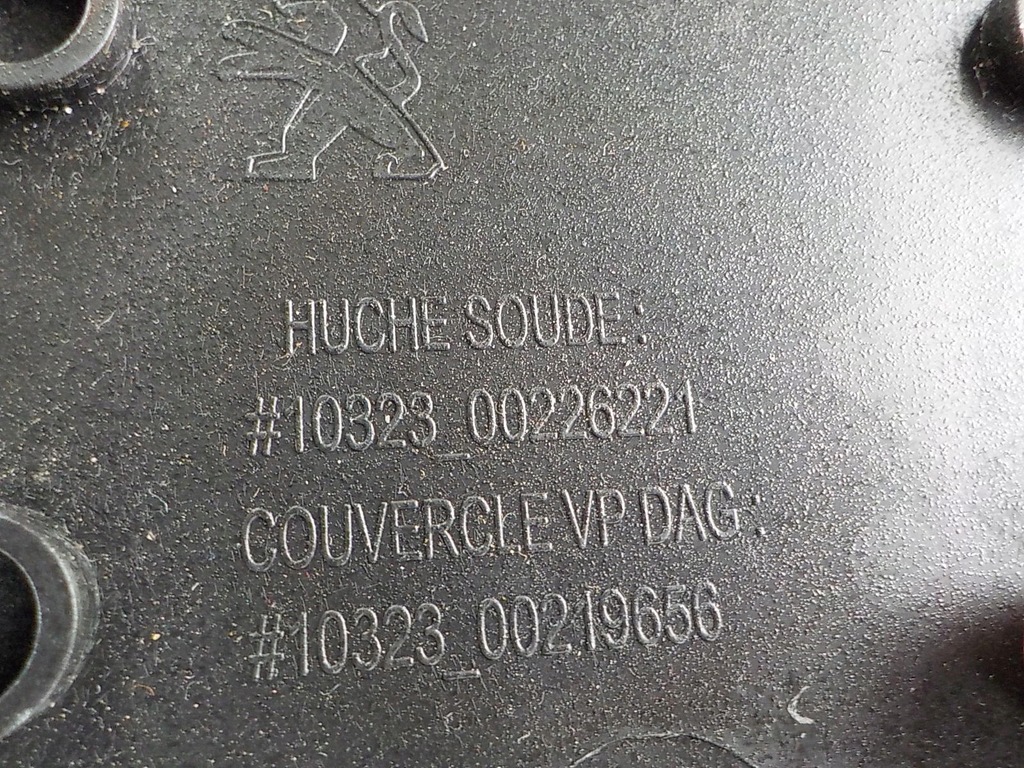 HUCHE SOUDE :
#10323_00226221
COUVERCLE VP DAG :
#10323_00219656